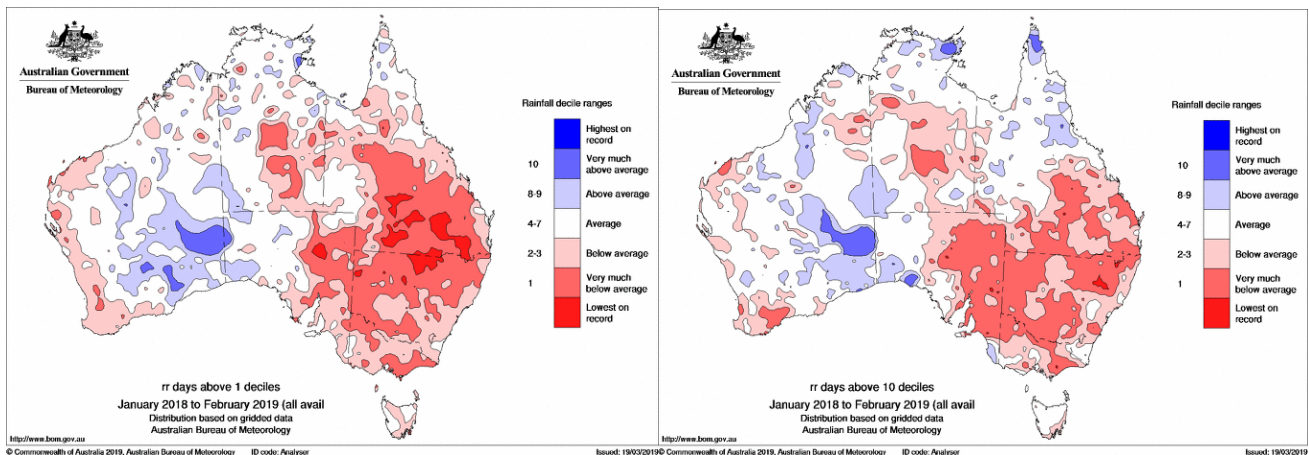 Australian Government
Bureau of Meteorology
Rainfall decile ranges
Highest on
record
10
Very much
above average
8-9
Above average
4-7
Average
2-3
Below average
1
Very much
below average
Lowest on
record
rr days above 1 deciles
January 2018 to February 2019 (all avail
Distribution based on gridded data
Australian Bureau of Meteorology
http://www.bom.gov.au
© Commonwealth of Australia 2019, Australian Bureau of Meteorology
ID code: Analyser
Issued: 19/03/2019
Australian Government
Bureau of Meteorology
Rainfall decile ranges
Highest on
record
10
Very much
above average
8-9
Above average
4-7
Average
2-3
Below average
1
Very much
below average
Lowest on
record
rr days above 10 deciles
January 2018 to February 2019 (all avail
Distribution based on gridded data
Australian Bureau of Meteorology
http://www.bom.gov.au
© Commonwealth of Australia 2019, Australian Bureau of Meteorology
ID code: Analyser
Issued: 19/03/2019